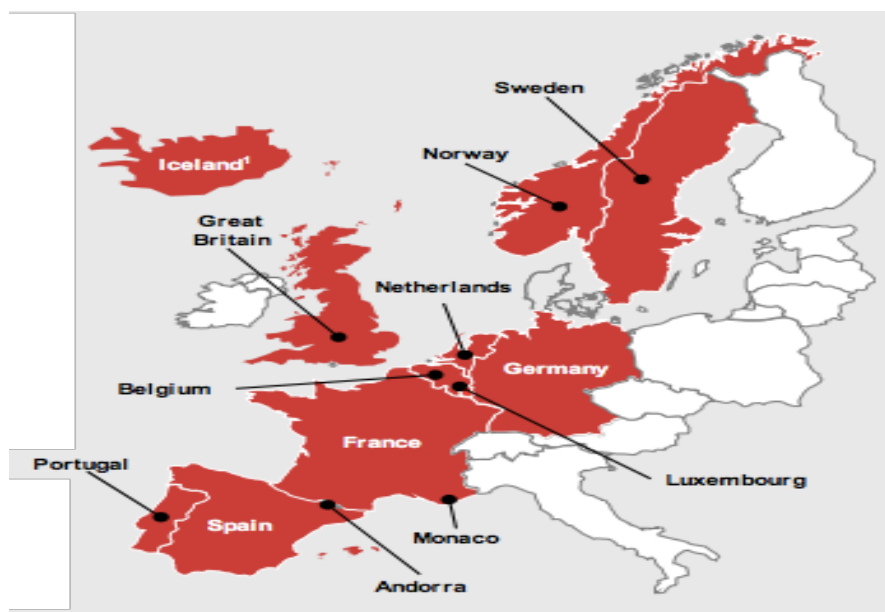 Sweden
Norway
Iceland¹
Great
Britain
Netherlands
Germany
Belgium
France
Portugal
Luxembourg
Spain
Monaco
Andorra